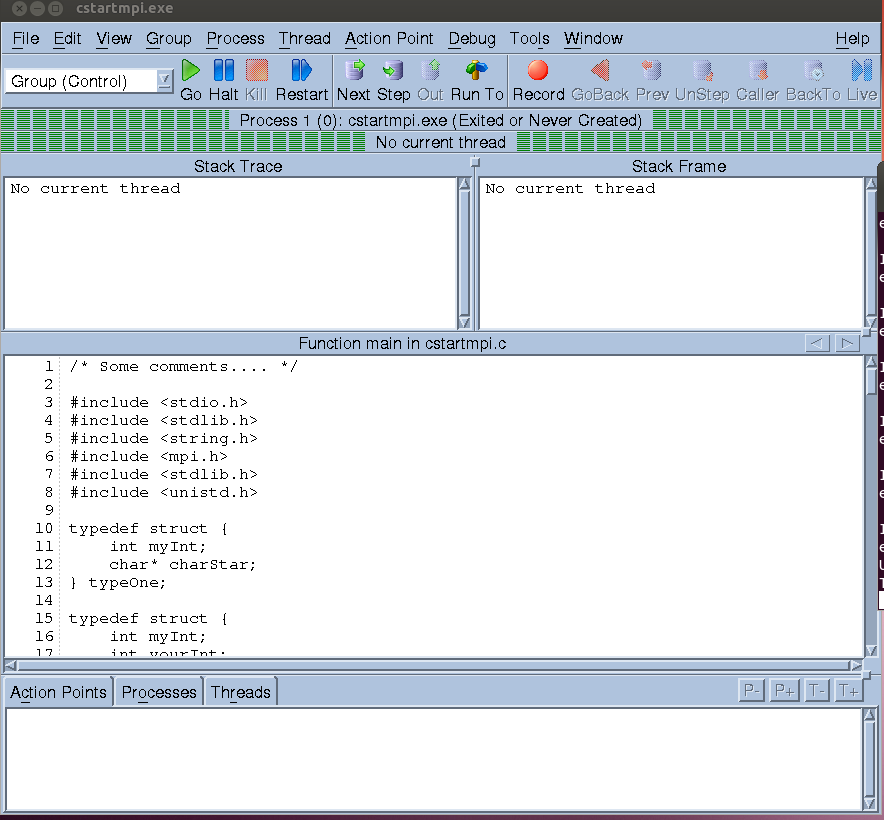 cstartmpi.exe
File Edit View Group Process Thread Action Point Debug Tools Window Help
Group (Control) Go Halt Kill Restart Next Step Out Run To Record GoBack Prev UnStep Caller BackTo Live
Process 1 (0): cstartmpi.exe (Exited or Never Created)
No current thread
Stack Trace Stack Frame
No current thread No current thread
Function main in cstartmpi.c
1 /* Some comments.... */
2
3 #include <stdio.h>
4 #include <stdlib.h>
5 #include <string.h>
6 #include <mpi.h>
7 #include <stdlib.h>
8 #include <unistd.h>
9
10 typedef struct {
11 int myInt;
12 char* charStar;
13 } typeOne;
14
15 typedef struct {
16 int myInt;
17 int yourInt;
Action Points Processes Threads P- P+ T- T+